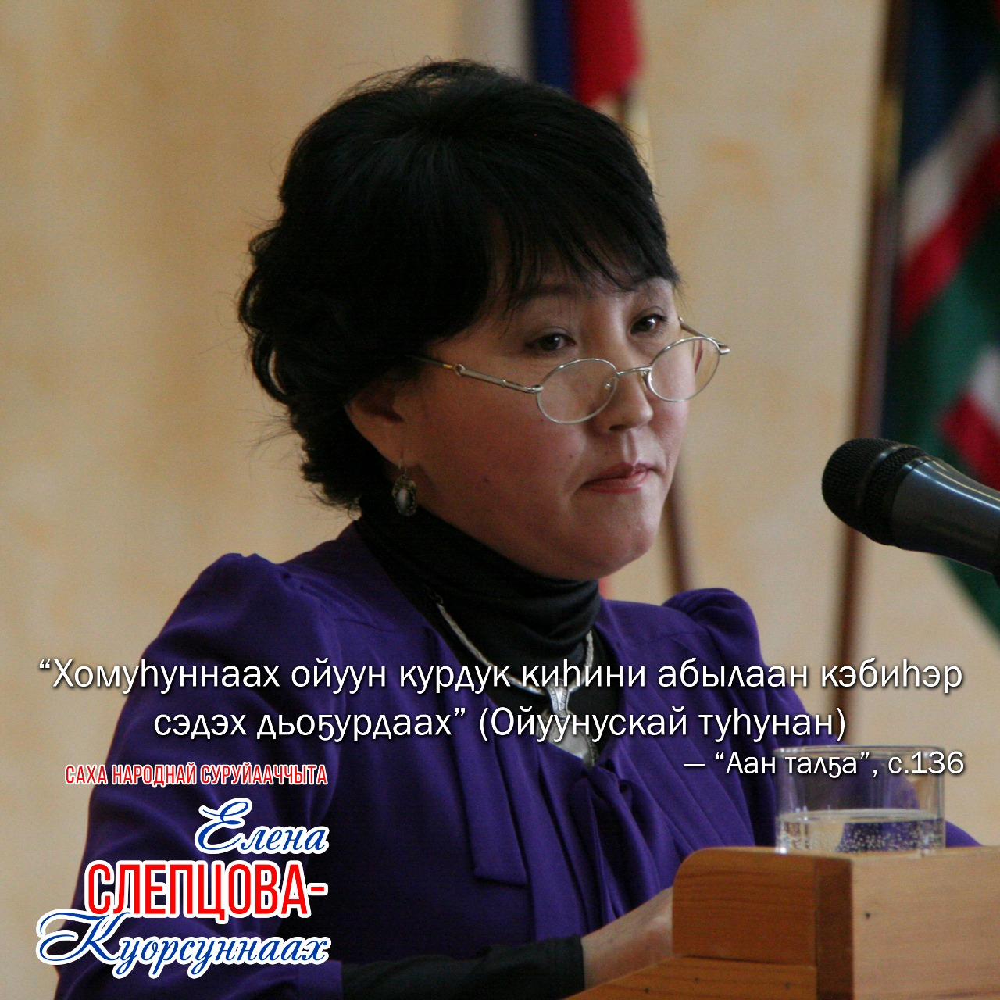 “Хомуһуннаах ойуун курдук киһини абылаан кэбиһэр
сэдэх дьоҕурдаах” (Ойуунускай туһунан)
— “Аан талҕа”, с.136
САХА НАРОДНАЙ СУРУЙААЧЧЫТА
Елена
СЛЕПЦОВА-
Куорсуннаах